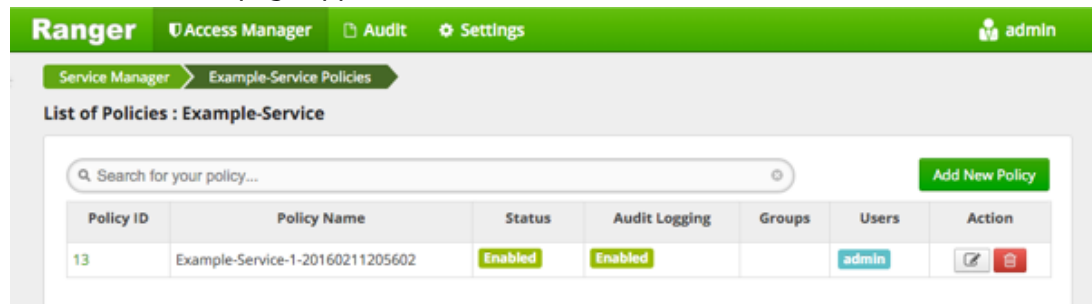 Ranger Access Manager Audit Settings admin
Service Manager Example-Service Policies
List of Policies : Example-Service
Search for your policy... Add New Policy
Policy ID Policy Name Status Audit Logging Groups Users Action
13 Example-Service-1-20160211205602 Enabled Enabled admin